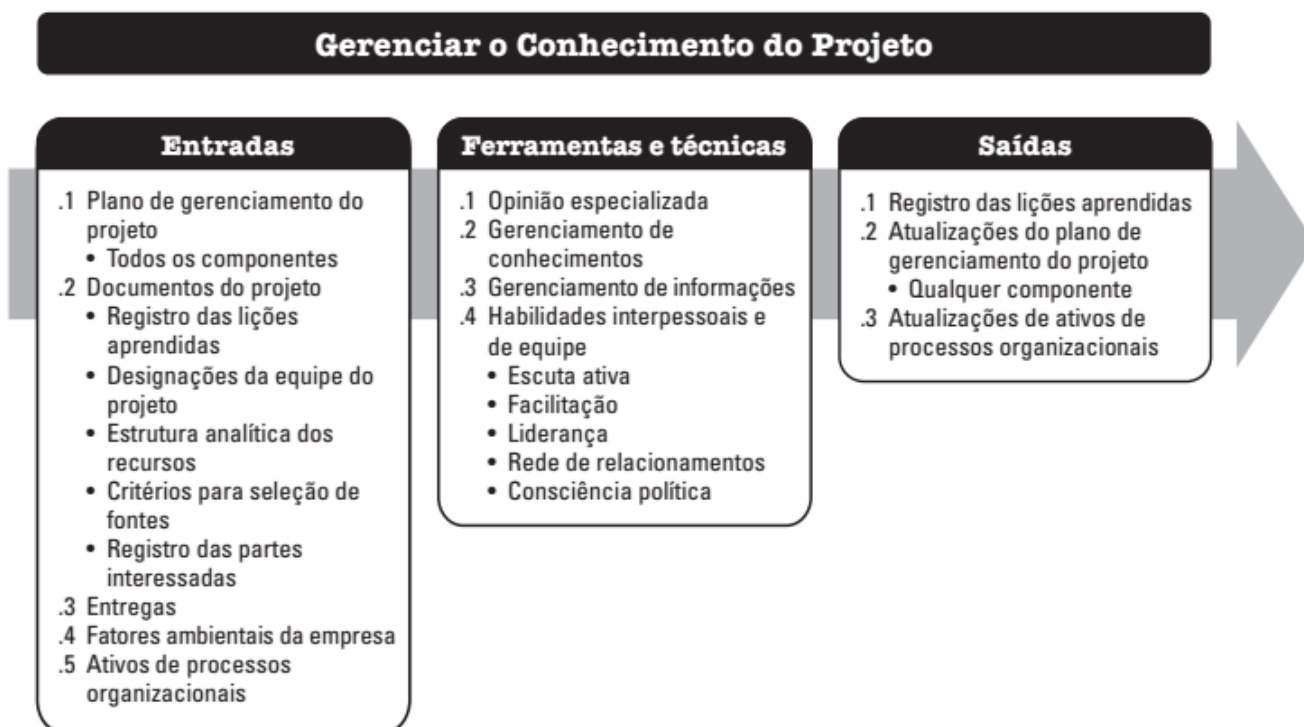 Gerenciar o Conhecimento do Projeto
Entradas
.1 Plano de gerenciamento do
projeto
• Todos os componentes
.2 Documentos do projeto
• Registro das lições
aprendidas
• Designações da equipe do
projeto
• Estrutura analítica dos
recursos
• Critérios para seleção de
fontes
• Registro das partes
interessadas
.3 Entregas
.4 Fatores ambientais da empresa
.5 Ativos de processos
organizacionais
Ferramentas e técnicas
.1 Opinião especializada
.2 Gerenciamento de
conhecimentos
.3 Gerenciamento de informações
.4 Habilidades interpessoais e
de equipe
• Escuta ativa
• Facilitação
• Liderança
• Rede de relacionamentos
• Consciência política
Saídas
.1 Registro das lições aprendidas
.2 Atualizações do plano de
gerenciamento do projeto
• Qualquer componente
.3 Atualizações de ativos de
processos organizacionais